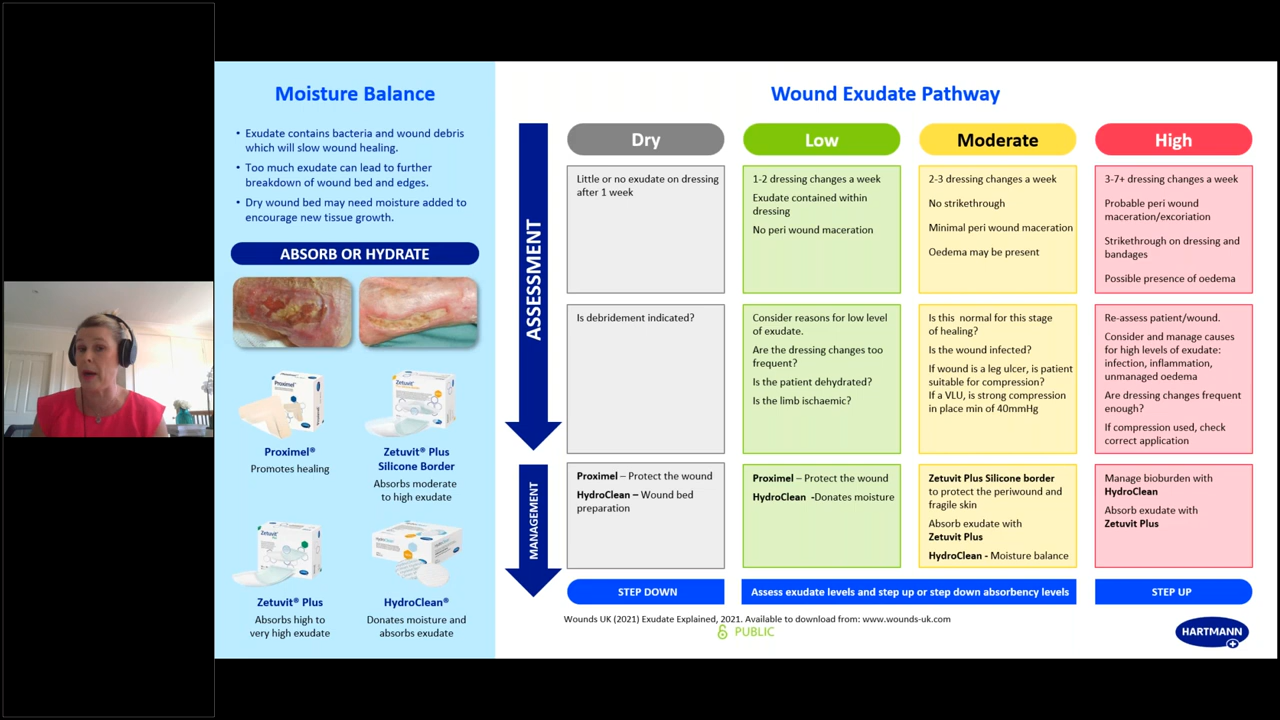 Moisture Balance
• Exudate contains bacteria and wound debris
which will slow wound healing.
• Too much exudate can lead to further
breakdown of wound bed and edges.
• Dry wound bed may need moisture added to
encourage new tissue growth.
ABSORB OR HYDRATE
Proximel
Zetuvit
Plus
Proximel®
Promotes healing
Zetuvit® Plus
Silicone Border
Absorbs moderate
to high exudate
Zetuvit
Zetuvit® Plus
Absorbs high to
very high exudate
HydroClean®
Donates moisture and
absorbs exudate
Wound Exudate Pathway
ASSESSMENT
MANAGEMENT
Dry
Low
Moderate
High
Little or no exudate on dressing
after 1 week
1-2 dressing changes a week
Exudate contained within
dressing
No peri wound maceration
2-3 dressing changes a week
No strikethrough
Minimal peri wound maceration
Oedema may be present
3-7+ dressing changes a week
Probable peri wound
maceration/excoriation
Strikethrough on dressing and
bandages
Possible presence of oedema
Is debridement indicated?
Consider reasons for low level
of exudate.
Are the dressing changes too
frequent?
Is the patient dehydrated?
Is the limb ischaemic?
Is this normal for this stage
of healing?
Is the wound infected?
If wound is a leg ulcer, is patient
suitable for compression?
If a VLU, is strong compression
in place min of 40mmHg
Re-assess patient/wound.
Consider and manage causes
for high levels of exudate:
infection, inflammation,
unmanaged oedema
Are dressing changes frequent
enough?
If compression used, check
correct application
Proximel – Protect the wound
HydroClean – Wound bed
preparation
Proximel – Protect the wound
HydroClean -Donates moisture
Zetuvit Plus Silicone border
to protect the periwound and
fragile skin
Absorb exudate with
Zetuvit Plus
HydroClean - Moisture balance
Manage bioburden with
HydroClean
Absorb exudate with
Zetuvit Plus
STEP DOWN
Assess exudate levels and step up or step down absorbency levels
STEP UP
Wounds UK (2021) Exudate Explained, 2021. Available to download from: www.wounds-uk.com
PUBLIC
HARTMANN